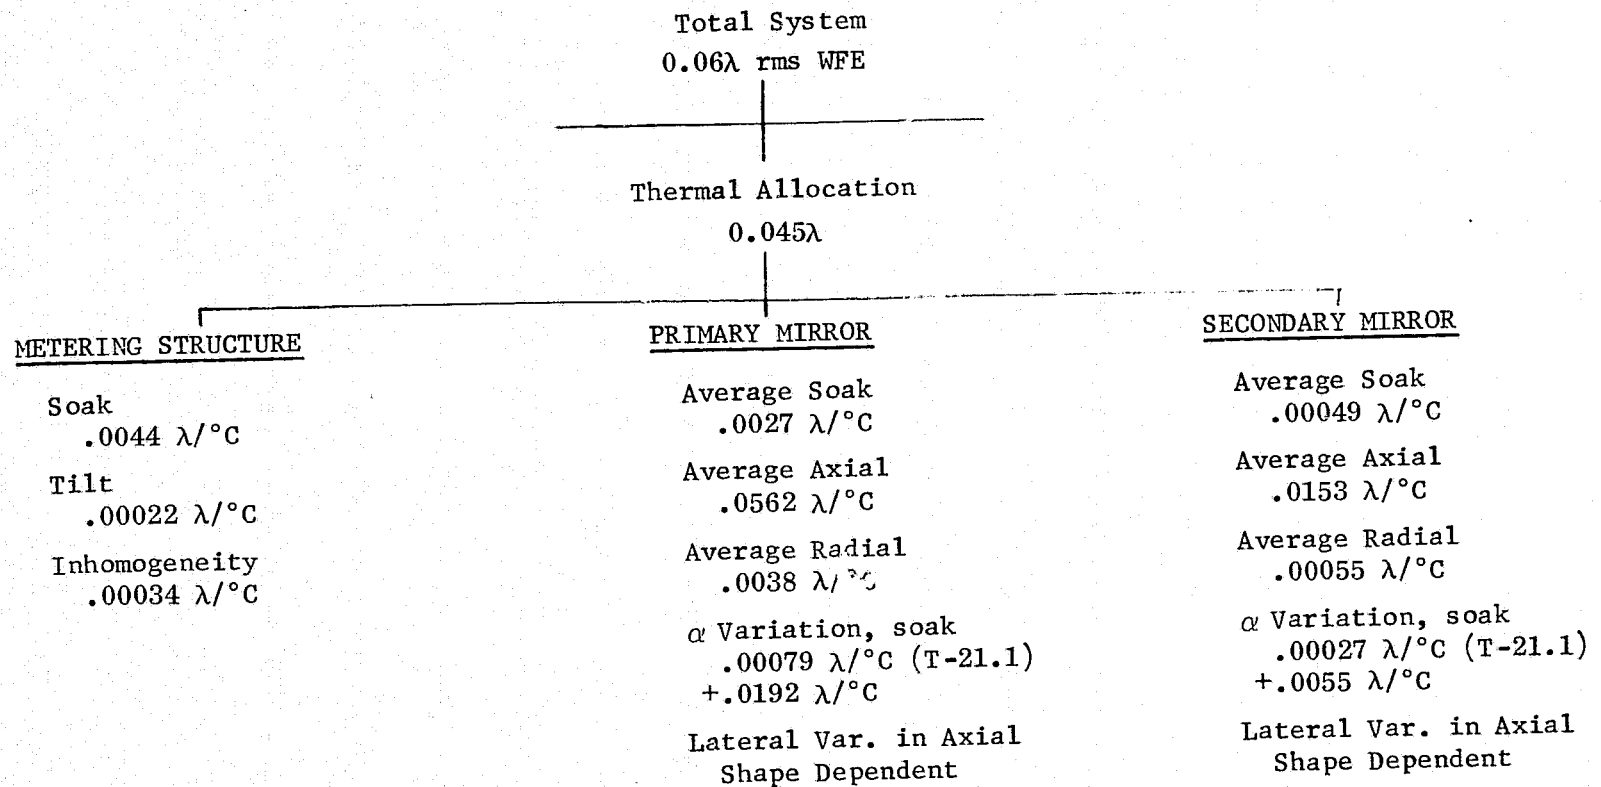 Total System
0.06λ rms WFE
Thermal Allocation
0.045λ
METERING STRUCTURE
Soak
.0044 λ/°C
Tilt
.00022 λ/°C
Inhomogeneity
.00034 λ/°C
PRIMARY MIRROR
Average Soak
.0027 λ/°C
Average Axial
.0562 λ/°C
Average Radial
.0038 λ/
α Variation, soak
.00079 λ/°C (T-21.1)
+.0192 λ/°C
Lateral Var. in Axial
Shape Dependent
SECONDARY MIRROR
Average Soak
.00049 λ/°C
Average Axial
.0153 λ/°C
Average Radial
.00055 λ/°C
α Variation, soak
.00027 λ/°C (T-21.1)
+.0055 λ/°C
Lateral Var. in Axial
Shape Dependent